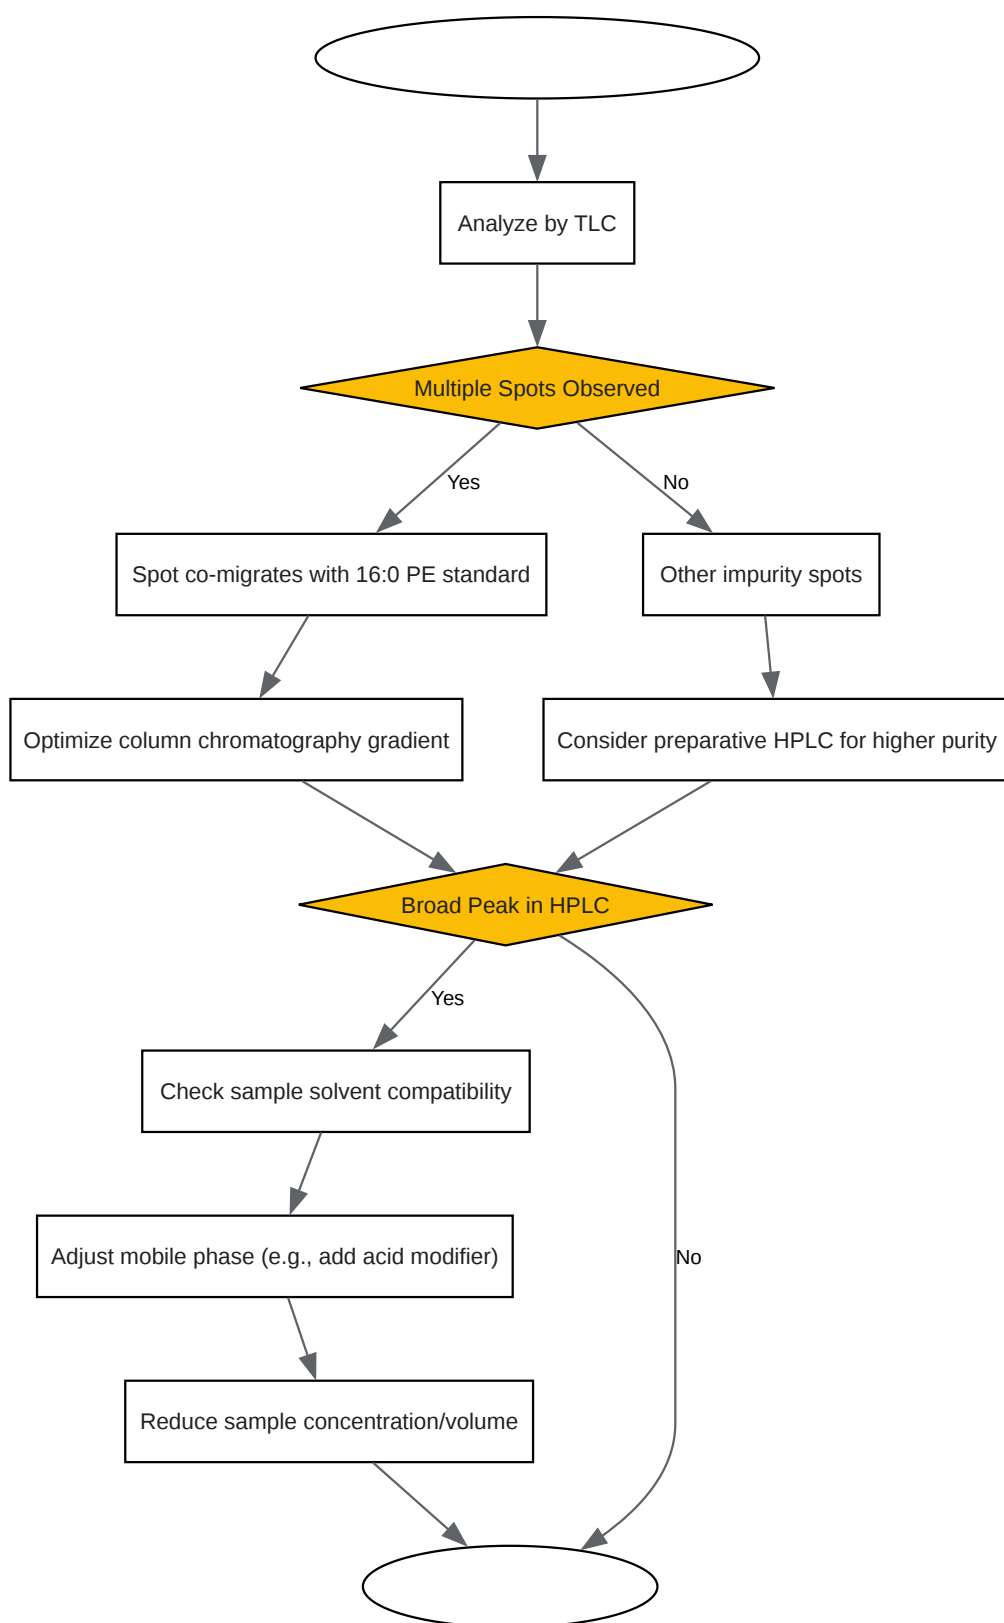 Analyze by TLC
Multiple Spots Observed
Yes
No
Spot co-migrates with 16:0 PE standard
Other impurity spots
Optimize column chromatography gradient
Consider preparative HPLC for higher purity
Broad Peak in HPLC
Yes
Check sample solvent compatibility
Adjust mobile phase (e.g., add acid modifier)
No
Reduce sample concentration/volume